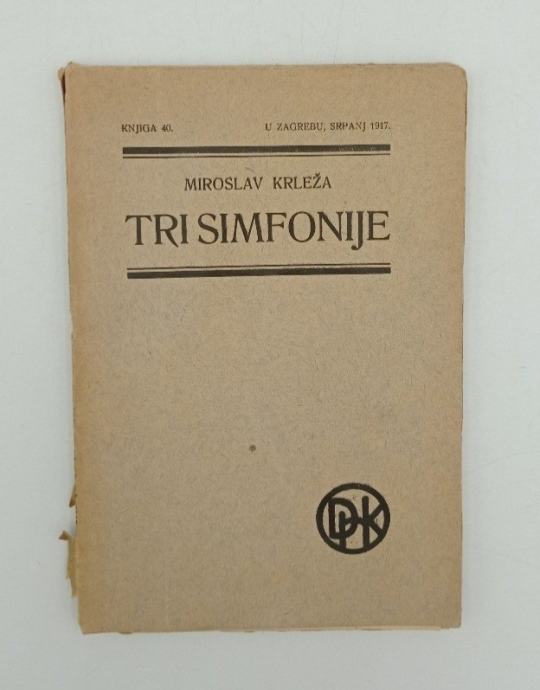 KNJIGA 40. U ZAGREBU, SRPANJ 1917.
MIROSLAV KRLEŽA
TRI SIMFONIJE
DHK